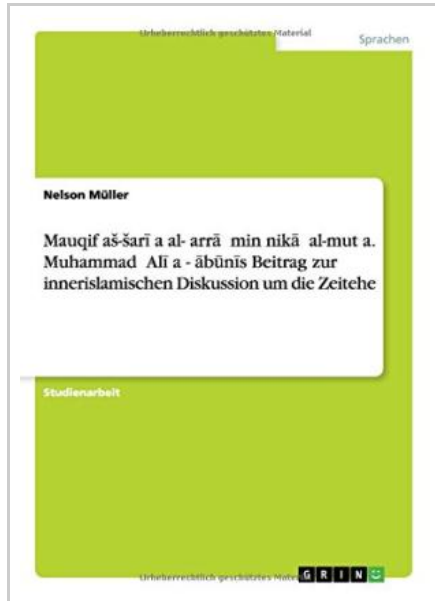 Urheberrechtlich geschütztes Material
Sprachen
Nelson Müller
Mauqif aš-šarī a al- arrā  min nikā  al-mut a.
Muhammad  Alī a - ābūnīs Beitrag zur
innerislamischen Diskussion um die Zeitehe
Studienarbeit
Urheberrechtlich geschütztes Mate
GRIN